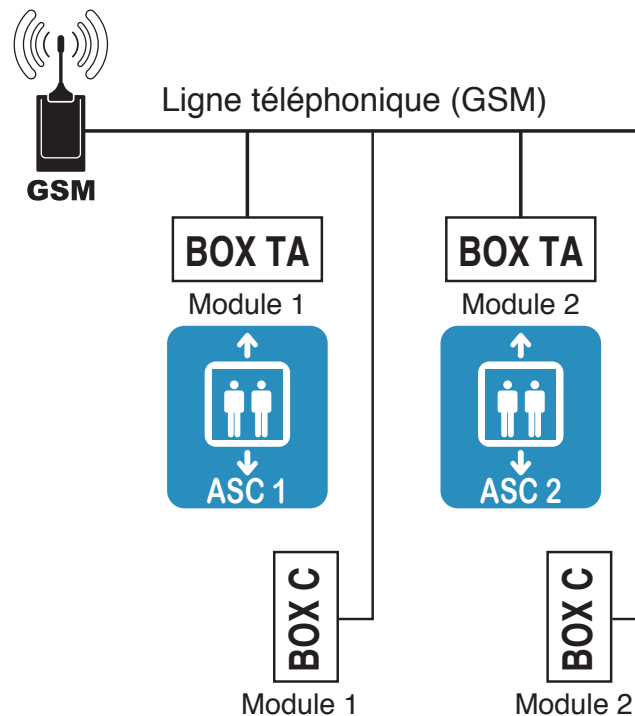 Ligne téléphonique (GSM)
GSM
BOX TA
BOX TA
Module 1
Module 2
ASC 1
ASC 2
BOX C
BOX C
Module 1
Module 2